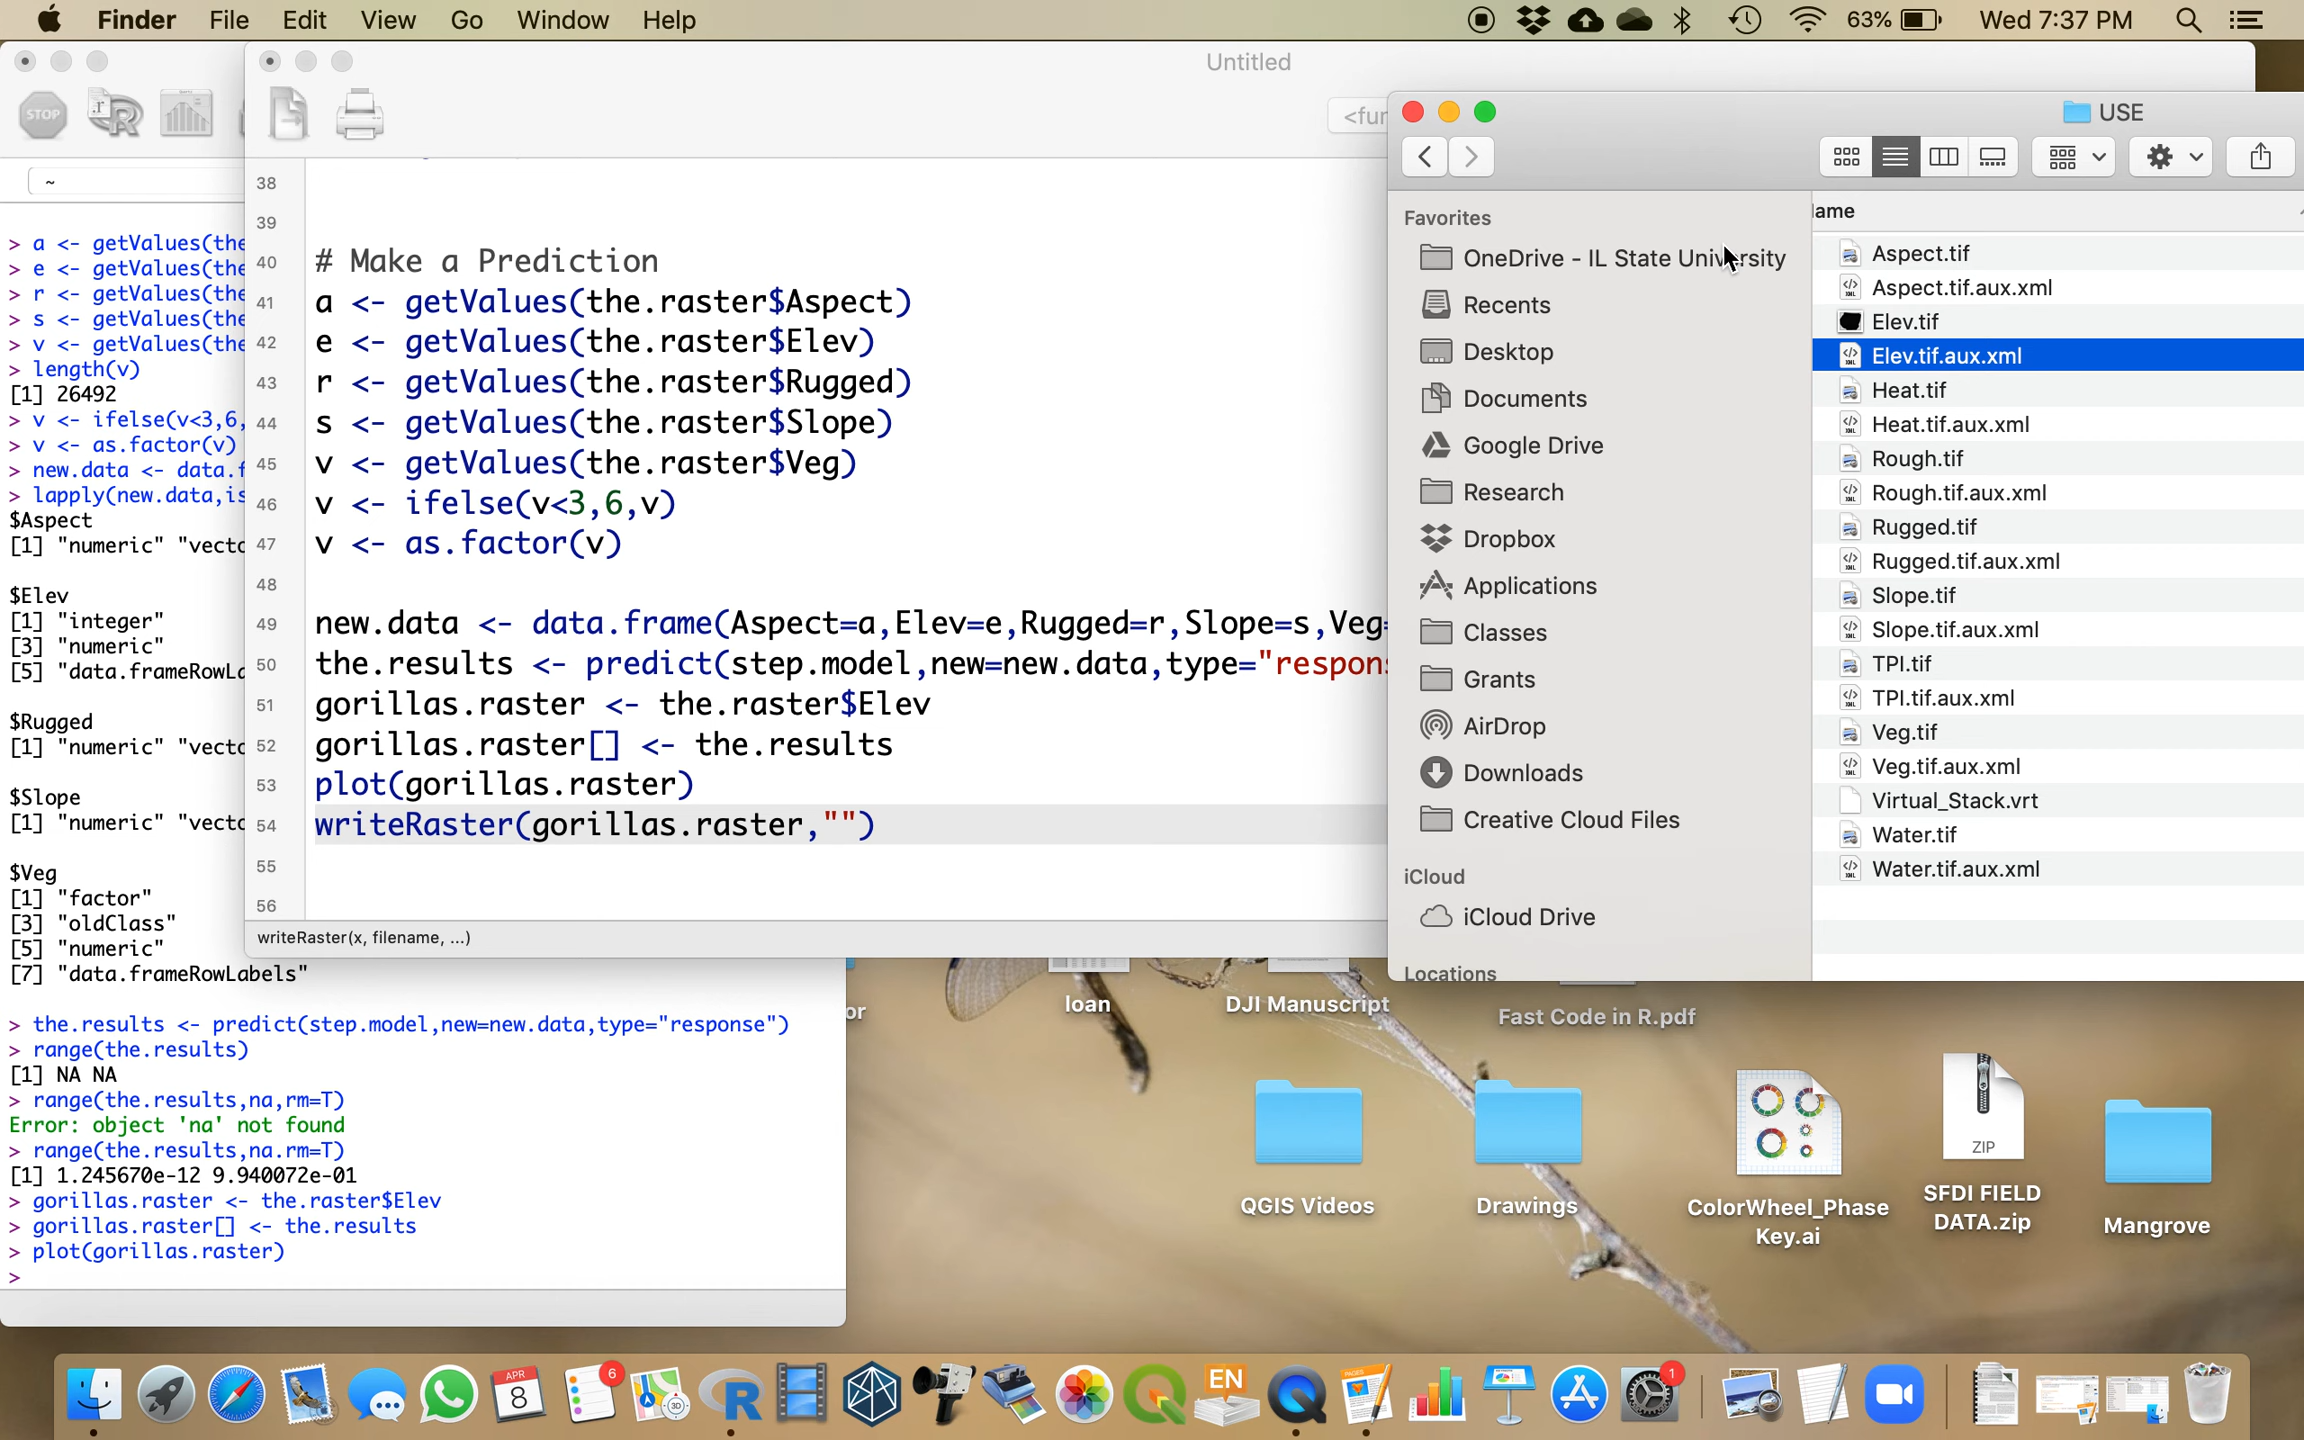 Finder File Edit View Go Window Help 63% Wed 7:37 PM
Untitled
STOP
<fur
~
> a <- getValues(the
> e <- getValues(the
> r <- getValues(the
> s <- getValues(the
> v <- getValues(the
> length(v)
[1] 26492
> v <- ifelse(v<3,6,
> v <- as.factor(v)
> new.data <- data.f
> lapply(new.data,is
$Aspect
[1] "numeric" "vecto
$Elev
[1] "integer"
[3] "numeric"
[5] "data.frameRowLa
$Rugged
[1] "numeric" "vecto
$Slope
[1] "numeric" "vecto
$Veg
[1] "factor"
[3] "oldClass"
[5] "numeric"
[7] "data.frameRowLabels"
> the.results <- predict(step.model,new=new.data,type="response")
> range(the.results)
[1] NA NA
> range(the.results,na,rm=T)
Error: object 'na' not found
> range(the.results,na.rm=T)
[1] 1.245670e-12 9.940072e-01
> gorillas.raster <- the.raster$Elev
> gorillas.raster[] <- the.results
> plot(gorillas.raster)
>
38
39
40 # Make a Prediction
41 a <- getValues(the.raster$Aspect)
42 e <- getValues(the.raster$Elev)
43 r <- getValues(the.raster$Rugged)
44 s <- getValues(the.raster$Slope)
45 v <- getValues(the.raster$Veg)
46 v <- ifelse(v<3,6,v)
47 v <- as.factor(v)
48
49 new.data <- data.frame(Aspect=a,Elev=e,Rugged=r,Slope=s,Veg=
50 the.results <- predict(step.model,new=new.data,type="respons
51 gorillas.raster <- the.raster$Elev
52 gorillas.raster[] <- the.results
53 plot(gorillas.raster)
54 writeRaster(gorillas.raster,"")
55
56
writeRaster(x, filename, ...)
USE
Favorites
OneDrive - IL State University
Recents
Desktop
Documents
Google Drive
Research
Dropbox
Applications
Classes
Grants
AirDrop
Downloads
Creative Cloud Files
iCloud
iCloud Drive
Locations
lame
Aspect.tif
Aspect.tif.aux.xml
Elev.tif
Elev.tif.aux.xml
Heat.tif
Heat.tif.aux.xml
Rough.tif
Rough.tif.aux.xml
Rugged.tif
Rugged.tif.aux.xml
Slope.tif
Slope.tif.aux.xml
TPI.tif
TPI.tif.aux.xml
Veg.tif
Veg.tif.aux.xml
Virtual_Stack.vrt
Water.tif
Water.tif.aux.xml
or
loan
DJI Manuscript
Fast Code in R.pdf
QGIS Videos
Drawings
ColorWheel_Phase
Key.ai
ZIP
SFDI FIELD
DATA.zip
Mangrove
APR
8
6
3D
EN
1